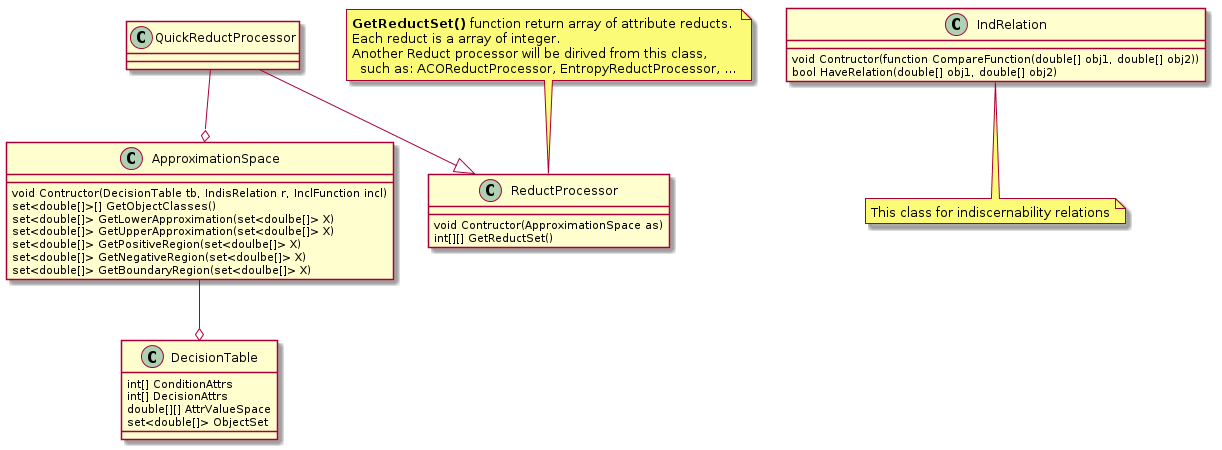 C QuickReductProcessor
GetReductSet() function return array of attribute reducts.
Each reduct is a array of integer.
Another Reduct processor will be dirived from this class,
such as: ACOReductProcessor, EntropyReductProcessor, ...
C IndRelation
void Contructor(function CompareFunction(double[] obj1, double[] obj2))
bool HaveRelation(double[] obj1, double[] obj2)
C ApproximationSpace
void Contructor(DecisionTable tb, IndisRelation r, InclFunction incl)
set<double[]>[] GetObjectClasses()
set<double[]> GetLowerApproximation(set<doulbe[]> X)
set<double[]> GetUpperApproximation(set<doulbe[]> X)
set<double[]> GetPositiveRegion(set<doulbe[]> X)
set<double[]> GetNegativeRegion(set<doulbe[]> X)
set<double[]> GetBoundaryRegion(set<doulbe[]> X)
C ReductProcessor
void Contructor(ApproximationSpace as)
int[][] GetReductSet()
This class for indiscernability relations
C DecisionTable
int[] ConditionAttrs
int[] DecisionAttrs
double[][] AttrValueSpace
set<double[]> ObjectSet